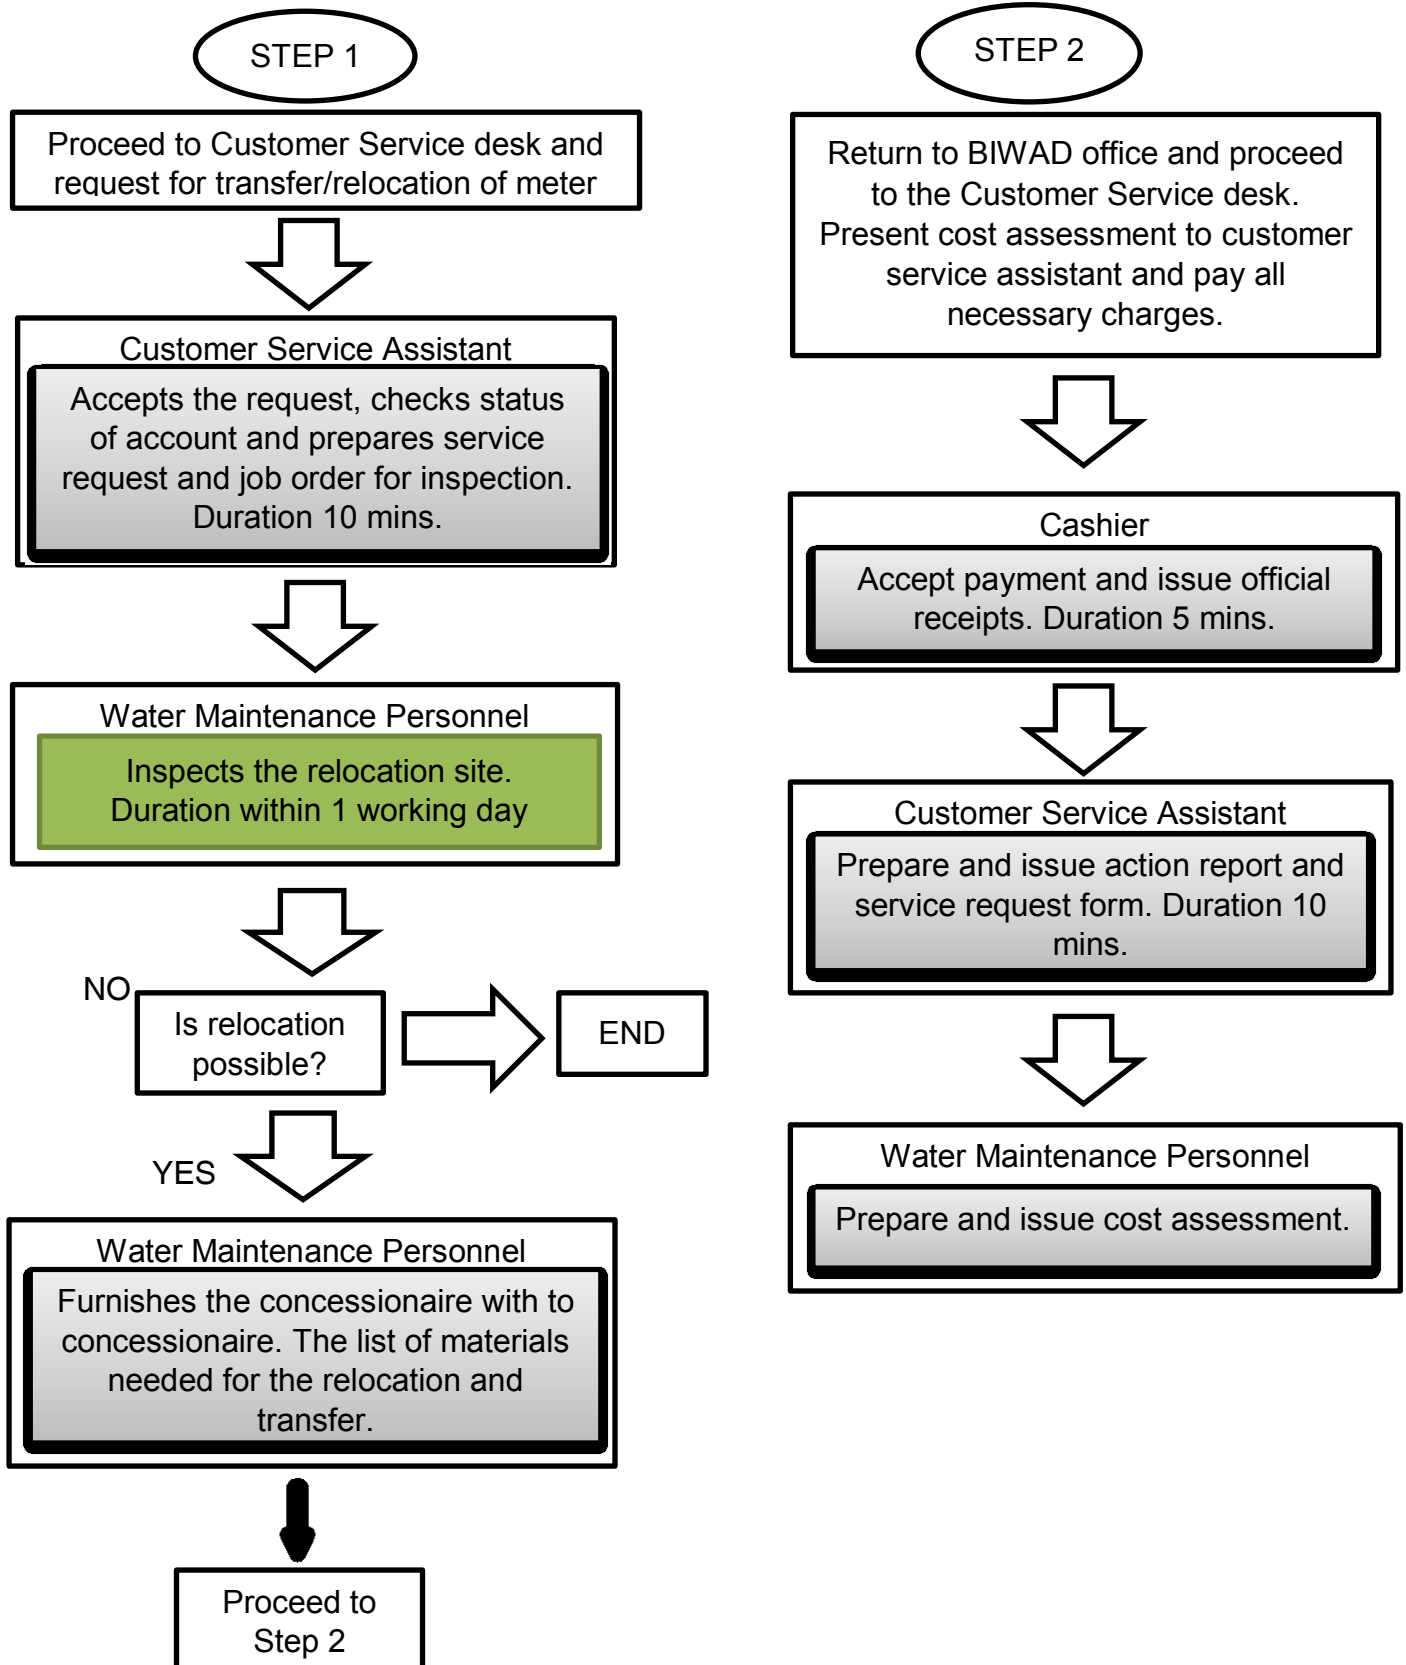 STEP 1
Proceed to Customer Service desk and
request for transfer/relocation of meter
Customer Service Assistant
Accepts the request, checks status
of account and prepares service
request and job order for inspection.
Duration 10 mins.
Water Maintenance Personnel
Inspects the relocation site.
Duration within 1 working day
NO
Is relocation
possible?
END
YES
Water Maintenance Personnel
Furnishes the concessionaire with to
concessionaire. The list of materials
needed for the relocation and
transfer.
Proceed to
Step 2
STEP 2
Return to BIWAD office and proceed
to the Customer Service desk.
Present cost assessment to customer
service assistant and pay all
necessary charges.
Cashier
Accept payment and issue official
receipts. Duration 5 mins.
Customer Service Assistant
Prepare and issue action report and
service request form. Duration 10
mins.
Water Maintenance Personnel
Prepare and issue cost assessment.